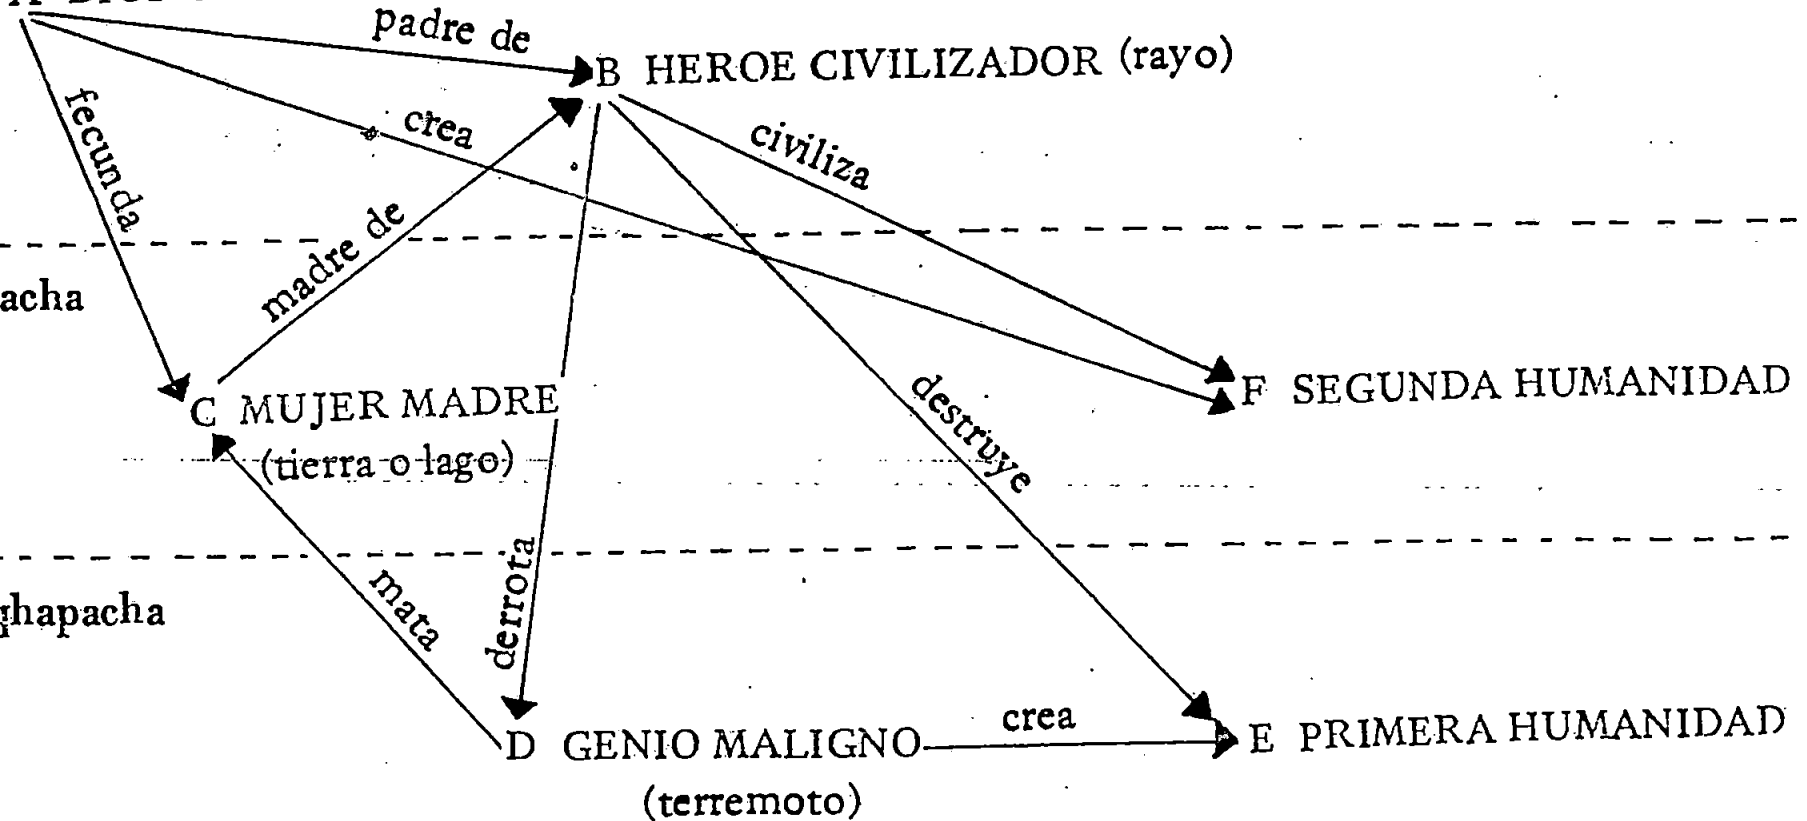 padre de
B HEROE CIVILIZADOR (rayo)
fecunda
crea
civiliza
madre de
acha
C MUJER MADRE
(tierra o lago)
F SEGUNDA HUMANIDAD
destruye
mata
derrota
hapacha
D GENIO MALIGNO
crea
E PRIMERA HUMANIDAD
(terremoto)